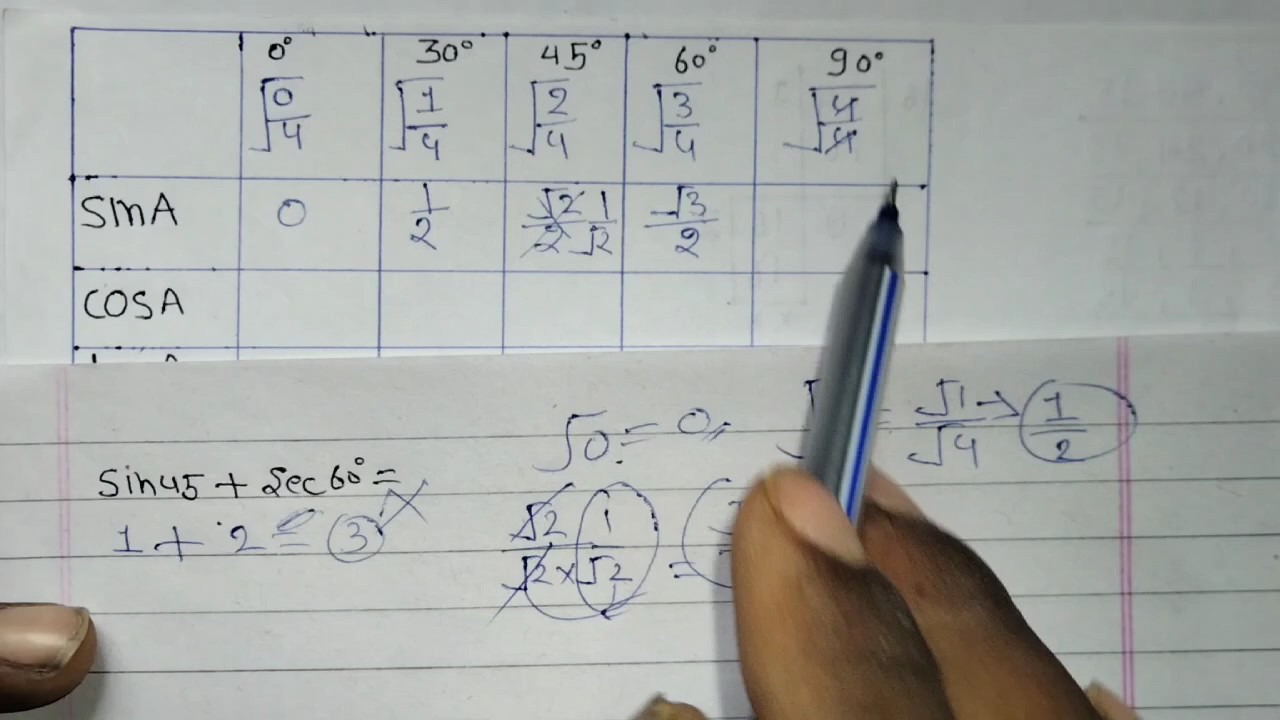 0° 30° 45° 60° 90°
√0/4 √1/4 √2/4 √3/4 √4/4
SinA 0 1/2 √2/2 1/√2 √3/2
COSA
√0 = 0, = √1/√4 → 1/2
Sin45 + Sec60° =
1 + 2 = 3
√2/√2×√2 1 =